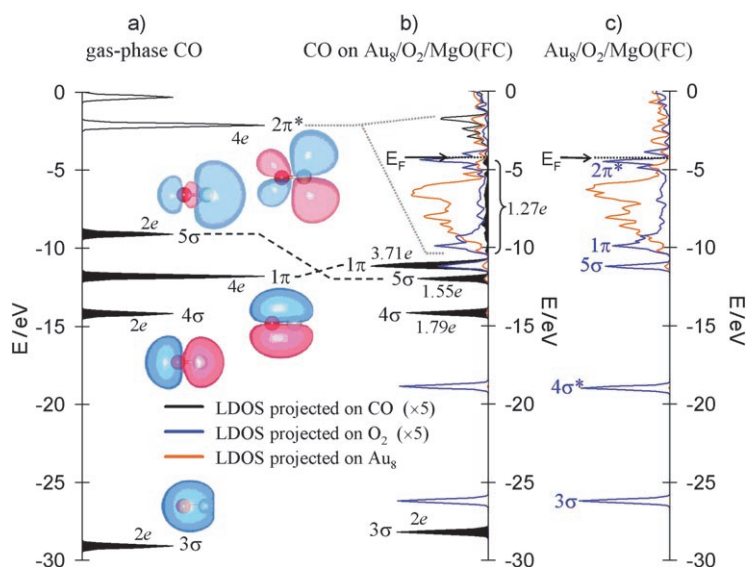 a)
gas-phase CO
b)
CO on Au₈/O₂/MgO(FC)
c)
Au₈/O₂/MgO(FC)
E /eV
0
-5
-10
-15
-20
-25
-30
2π*
4e
2e
5σ
1π
4e
4σ
2e
2e
3σ
LDOS projected on CO (×5)
LDOS projected on O₂ (×5)
LDOS projected on Au₈
E_F
1.27e
3.71e
1π
5σ
1.55e
4σ
1.79e
2e
3σ
0
-5
-10
-15
-20
-25
-30
E /eV
E_F
2π*
1π
5σ
4σ*
3σ
0
-5
-10
-15
-20
-25
-30
E /eV